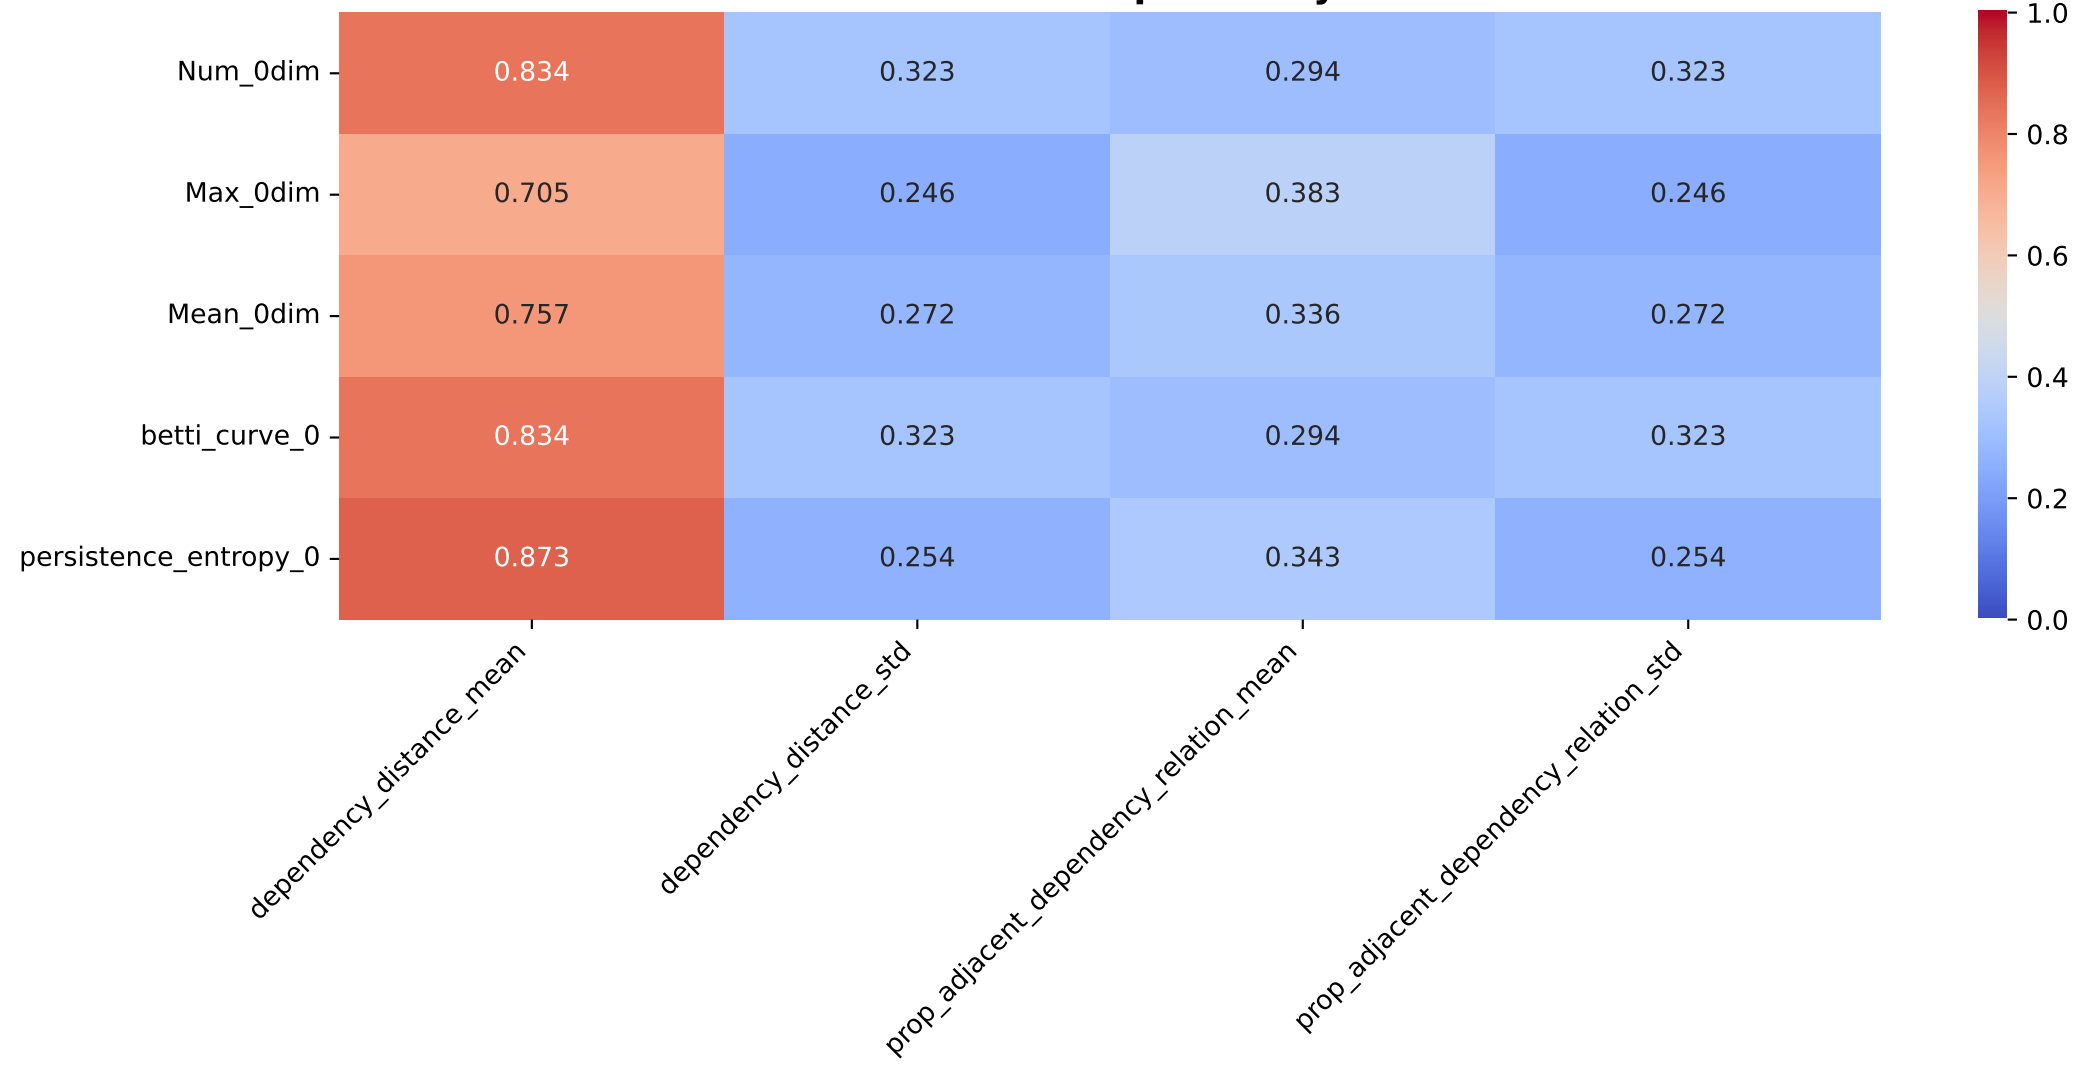 Num_0dim 0.834 0.323 0.294 0.323
Max_0dim 0.705 0.246 0.383 0.246
Mean_0dim 0.757 0.272 0.336 0.272
betti_curve_0 0.834 0.323 0.294 0.323
persistence_entropy_0 0.873 0.254 0.343 0.254
dependency_distance_mean
dependency_distance_std
prop_adjacent_dependency_relation_mean
prop_adjacent_dependency_relation_std
1.0
0.8
0.6
0.4
0.2
0.0